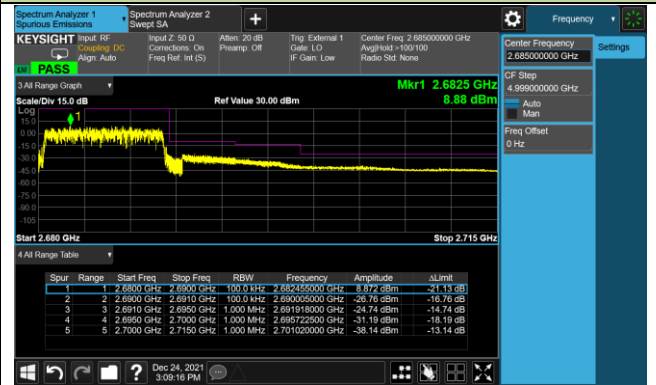 Spectrum Analyzer 1
Spurious Emissions
Spectrum Analyzer 2
Swept SA
Frequency
KEYSIGHT
Input: RF
Coupling: DC
Align: Auto
Input Z: 50 Ω
Corrections: On
Freq Ref: Int (S)
Atten: 20 dB
Preamp: Off
Trig: External 1
Gate: LO
IF Gain: Low
Center Freq: 2.685000000 GHz
Avg|Hold:>100/100
Radio Std: None
PASS
3 All Range Graph
Mkr1 2.6825 GHz
Scale/Div 15.0 dB
Ref Value 30.00 dBm
8.88 dBm
Log
15.0
0.00
-15.0
-30.0
-45.0
-60.0
-75.0
-90.0
-105
1
Start 2.680 GHz
Stop 2.715 GHz
4 All Range Table
Spur Range Start Freq Stop Freq RBW Frequency Amplitude ΔLimit
1 1 2.6800 GHz 2.6900 GHz 100.0 kHz 2.682455000 GHz 8.872 dBm -21.13 dB
2 2 2.6900 GHz 2.6910 GHz 100.0 kHz 2.690005000 GHz -26.76 dBm -16.76 dB
3 3 2.6910 GHz 2.6950 GHz 1.000 MHz 2.691918000 GHz -24.74 dBm -14.74 dB
4 4 2.6950 GHz 2.7000 GHz 1.000 MHz 2.695722500 GHz -31.19 dBm -18.19 dB
5 5 2.7000 GHz 2.7150 GHz 1.000 MHz 2.701020000 GHz -38.14 dBm -13.14 dB
Center Frequency
2.685000000 GHz
Settings
CF Step
4.999000000 GHz
Auto
Man
Freq Offset
0 Hz
?
Dec 24, 2021
3:09:16 PM